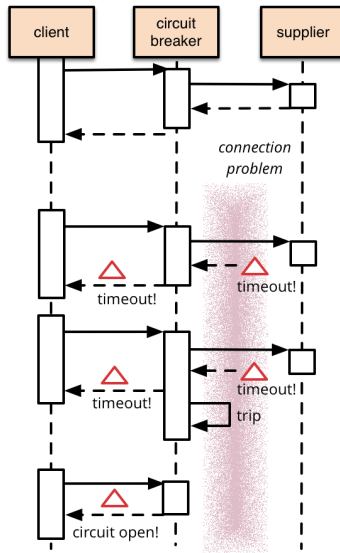 client
circuit
breaker
supplier
connection
problem
timeout!
timeout!
timeout!
timeout!
trip
circuit open!